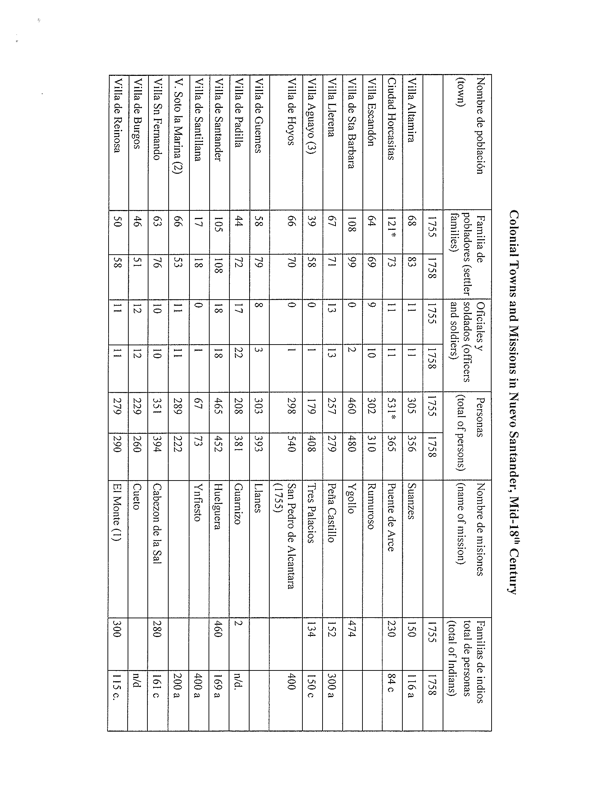 Colonial Towns and Missions in Nuevo Santander, Mid-18th Century
Nombre de población (town) Familia de pobladores (settler families) Oficiales y soldados (officers and soldiers) Personas (total of persons) Nombre de misiones (name of mission) Familias de indios total de personas (total of Indians)
1755 1758 1755 1758 1755 1758 1755 1758
Villa Altamira 68 83 11 11 305 356 Suanzes 150 116 a
Ciudad Horcasitas 121* 73 11 11 531* 365 Puente de Arce 230 84 c
Villa Escandón 64 69 9 10 302 310 Rumuroso
Villa de Sta Barbara 108 99 0 2 460 480 Ygollo 474
Villa Llerena 67 71 13 13 257 279 Peña Castillo 152 300 a
Villa Aguayo (3) 39 58 0 1 179 408 Tres Palacios 134 150 c
Villa de Hoyos 66 70 0 1 298 540 San Pedro de Alcantara (1755) 400
Villa de Guemes 58 79 8 3 303 393 Llanes
Villa de Padilla 44 72 17 22 208 381 Guarnizo 2 n/d.
Villa de Santander 105 108 18 18 465 452 Huelguera 460 169 a
Villa de Santillana 17 18 0 1 67 73 Ynfiesto 400 a
V. Soto la Marina (2) 66 53 11 11 289 222 200 a
Villa Sn Fernando 63 76 10 10 351 394 Cabezon de la Sal 280 161 c
Villa de Burgos 46 51 12 12 229 260 Cueto n/d
Villa de Reinosa 50 58 11 11 279 290 El Monte (1) 300 115 c.